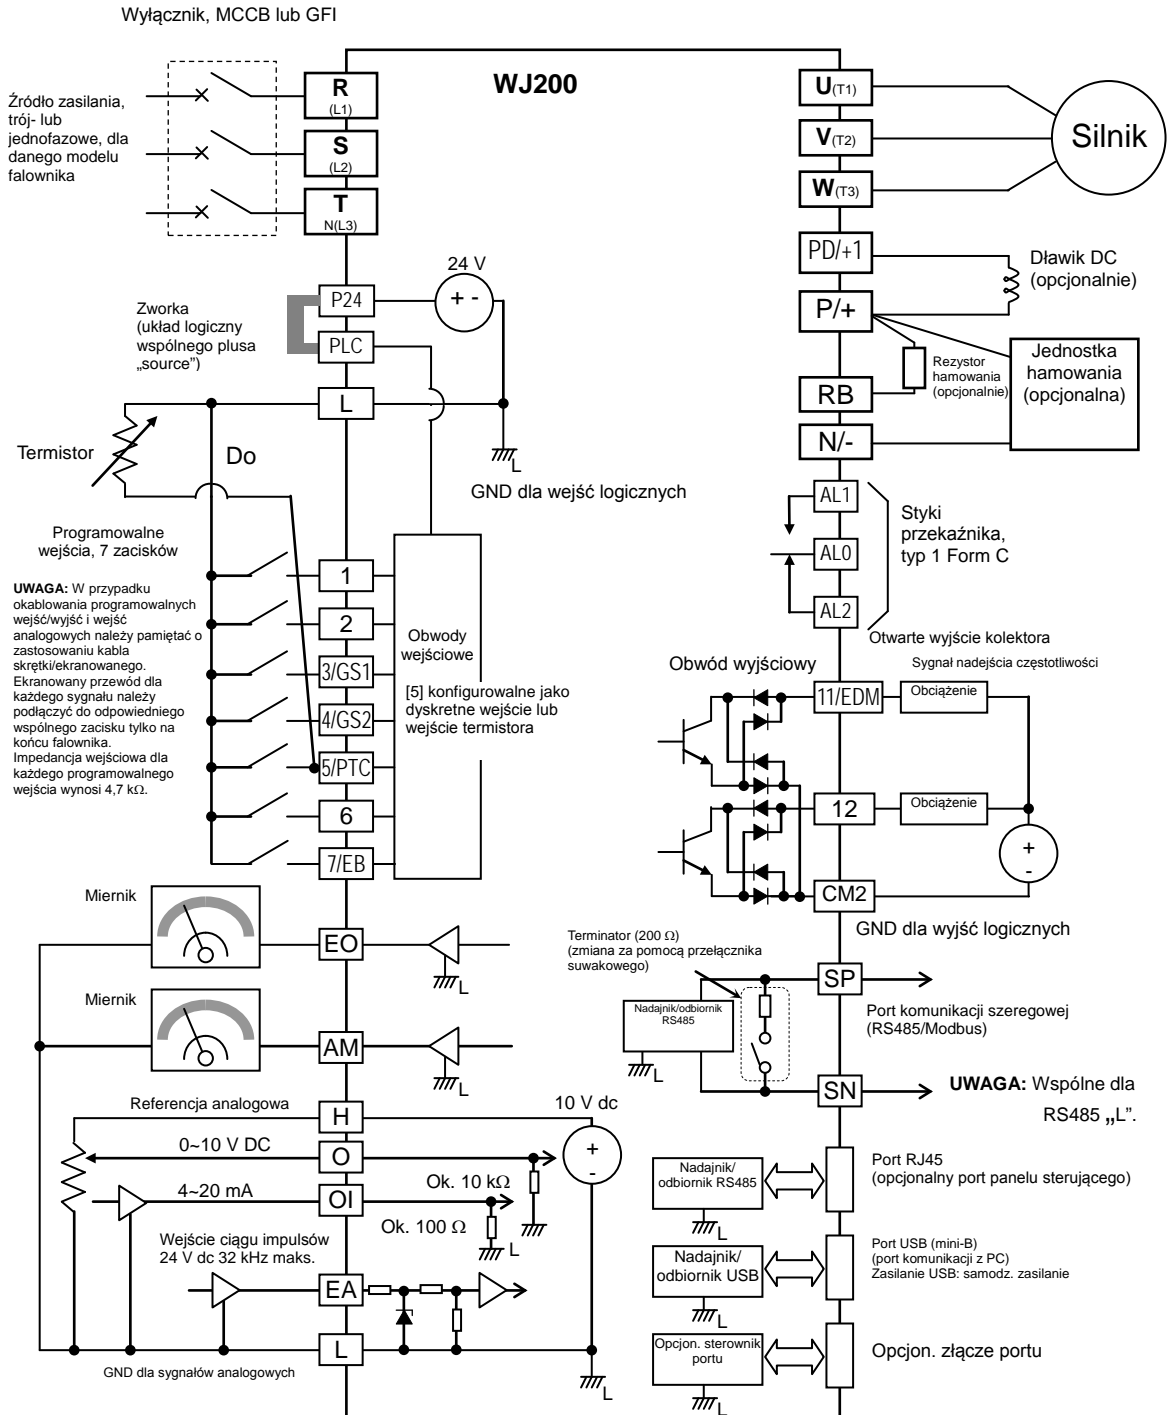 Wyłącznik, MCCB lub GFI
WJ200
Źródło zasilania,
trój- lub
jednofazowe, dla
danego modelu
falownika
R
(L1)
S
(L2)
T
N(L3)
U(T1)
V(T2)
W(T3)
Silnik
PD/+1
P/+
Dławik DC
(opcjonalnie)
RB
N/-
Rezystor
hamowania
(opcjonalnie)
Jednostka
hamowania
(opcjonalna)
24 V
+ -
P24
PLC
L
Zworka
(układ logiczny
wspólnego plusa
„source”)
Termistor
Do
L
GND dla wejść logicznych
AL1
AL0
AL2
Styki
przekaźnika,
typ 1 Form C
Programowalne
wejścia, 7 zacisków
UWAGA: W przypadku
okablowania programowalnych
wejść/wyjść i wejść
analogowych należy pamiętać o
zastosowaniu kabla
skrętki/ekranowanego.
Ekranowany przewód dla
każdego sygnału należy
podłączyć do odpowiedniego
wspólnego zacisku tylko na
końcu falownika.
Impedancja wejściowa dla
każdego programowalnego
wejścia wynosi 4,7 kΩ.
1
2
3/GS1
4/GS2
5/PTC
6
7/EB
Obwody
wejściowe
[5] konfigurowalne jako
dyskretne wejście lub
wejście termistora
Otwarte wyjście kolektora
Obwód wyjściowy
Sygnał nadejścia częstotliwości
11/EDM
Obciążenie
12
Obciążenie
+
-
CM2
GND dla wyjść logicznych
Miernik
EO
L
Miernik
AM
L
Terminator (200 Ω)
(zmiana za pomocą przełącznika
suwakowego)
Nadajnik/odbiornik
RS485
L
SP
Port komunikacji szeregowej
(RS485/Modbus)
SN
UWAGA: Wspólne dla
RS485 „L”.
Referencja analogowa
H
10 V dc
+
-
0~10 V DC
O
4~20 mA
OI
Ok. 10 kΩ
Ok. 100 Ω
L
Wejście ciągu impulsów
24 V dc 32 kHz maks.
EA
L
L
GND dla sygnałów analogowych
Nadajnik/
odbiornik RS485
L
Port RJ45
(opcjonalny port panelu sterującego)
Nadajnik/
odbiornik USB
L
Port USB (mini-B)
(port komunikacji z PC)
Zasilanie USB: samodz. zasilanie
Opcjon. sterownik
portu
L
Opcjon. złącze portu